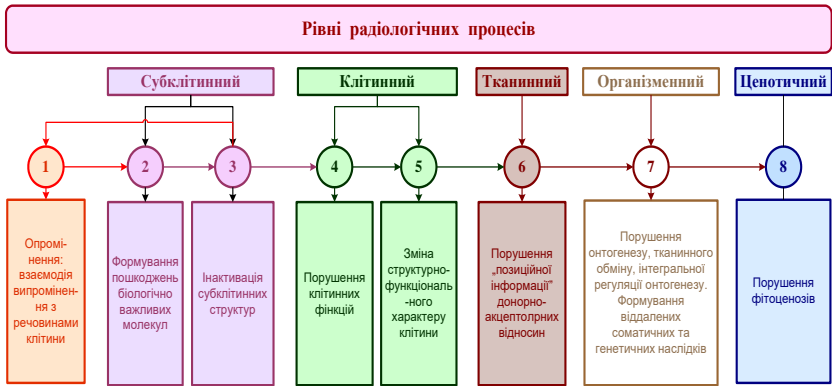 Рівні радіологічних процесів
Субклітинний
Клітинний
Тканинний
Організменний
Ценотичний
1
2
3
4
5
6
7
8
Опромі-
нення:
взаємодія
випромінен-
ня з
речовинами
клітини
Формування
пошкоджень
біологічно
важливих
молекул
Інактивація
субклітинних
структур
Порушення
клітинних
фінкцій
Зміна
структурно-
функціональ
-ного
характеру
клітини
Порушення
„позиційної
інформації”
донорно-
акцептолрних
відносин
Порушення
онтогенезу, тканинного
обміну, інтегральної
регуляції онтогенезу.
Формування
віддалених
соматичних та
генетичних наслідків
Порушення
фітоценозів